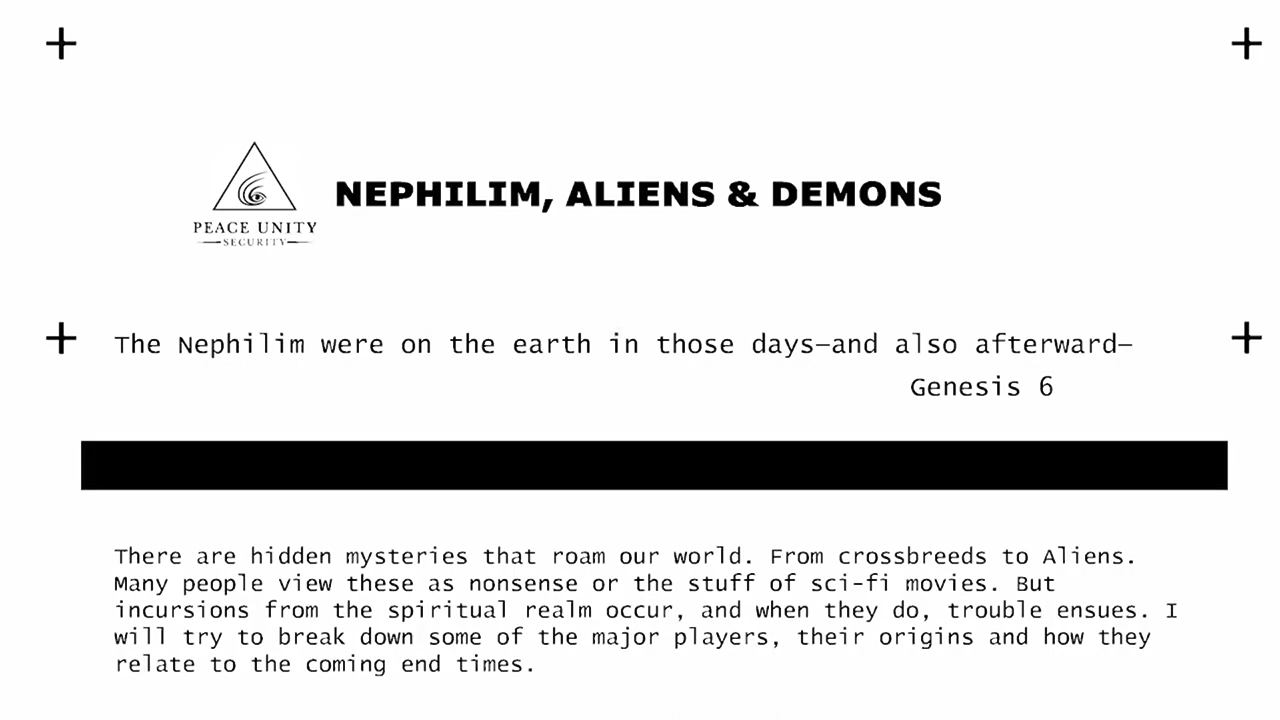 PEACE UNITY
SECURITY
NEPHILIM, ALIENS & DEMONS
The Nephilim were on the earth in those days—and also afterward—
Genesis 6
There are hidden mysteries that roam our world. From crossbreeds to Aliens.
Many people view these as nonsense or the stuff of sci-fi movies. But
incursions from the spiritual realm occur, and when they do, trouble ensues. I
will try to break down some of the major players, their origins and how they
relate to the coming end times.